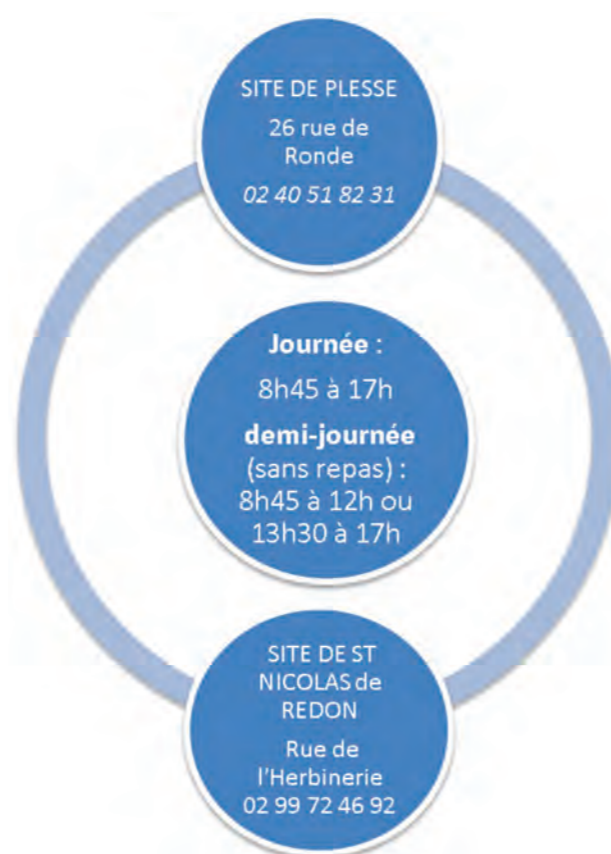 SITE DE PLESSE
26 rue de
Ronde
02 40 51 82 31
Journée :
8h45 à 17h
demi-journée
(sans repas) :
8h45 à 12h ou
13h30 à 17h
SITE DE ST
NICOLAS de
REDON
Rue de
l'Herbinerie
02 99 72 46 92